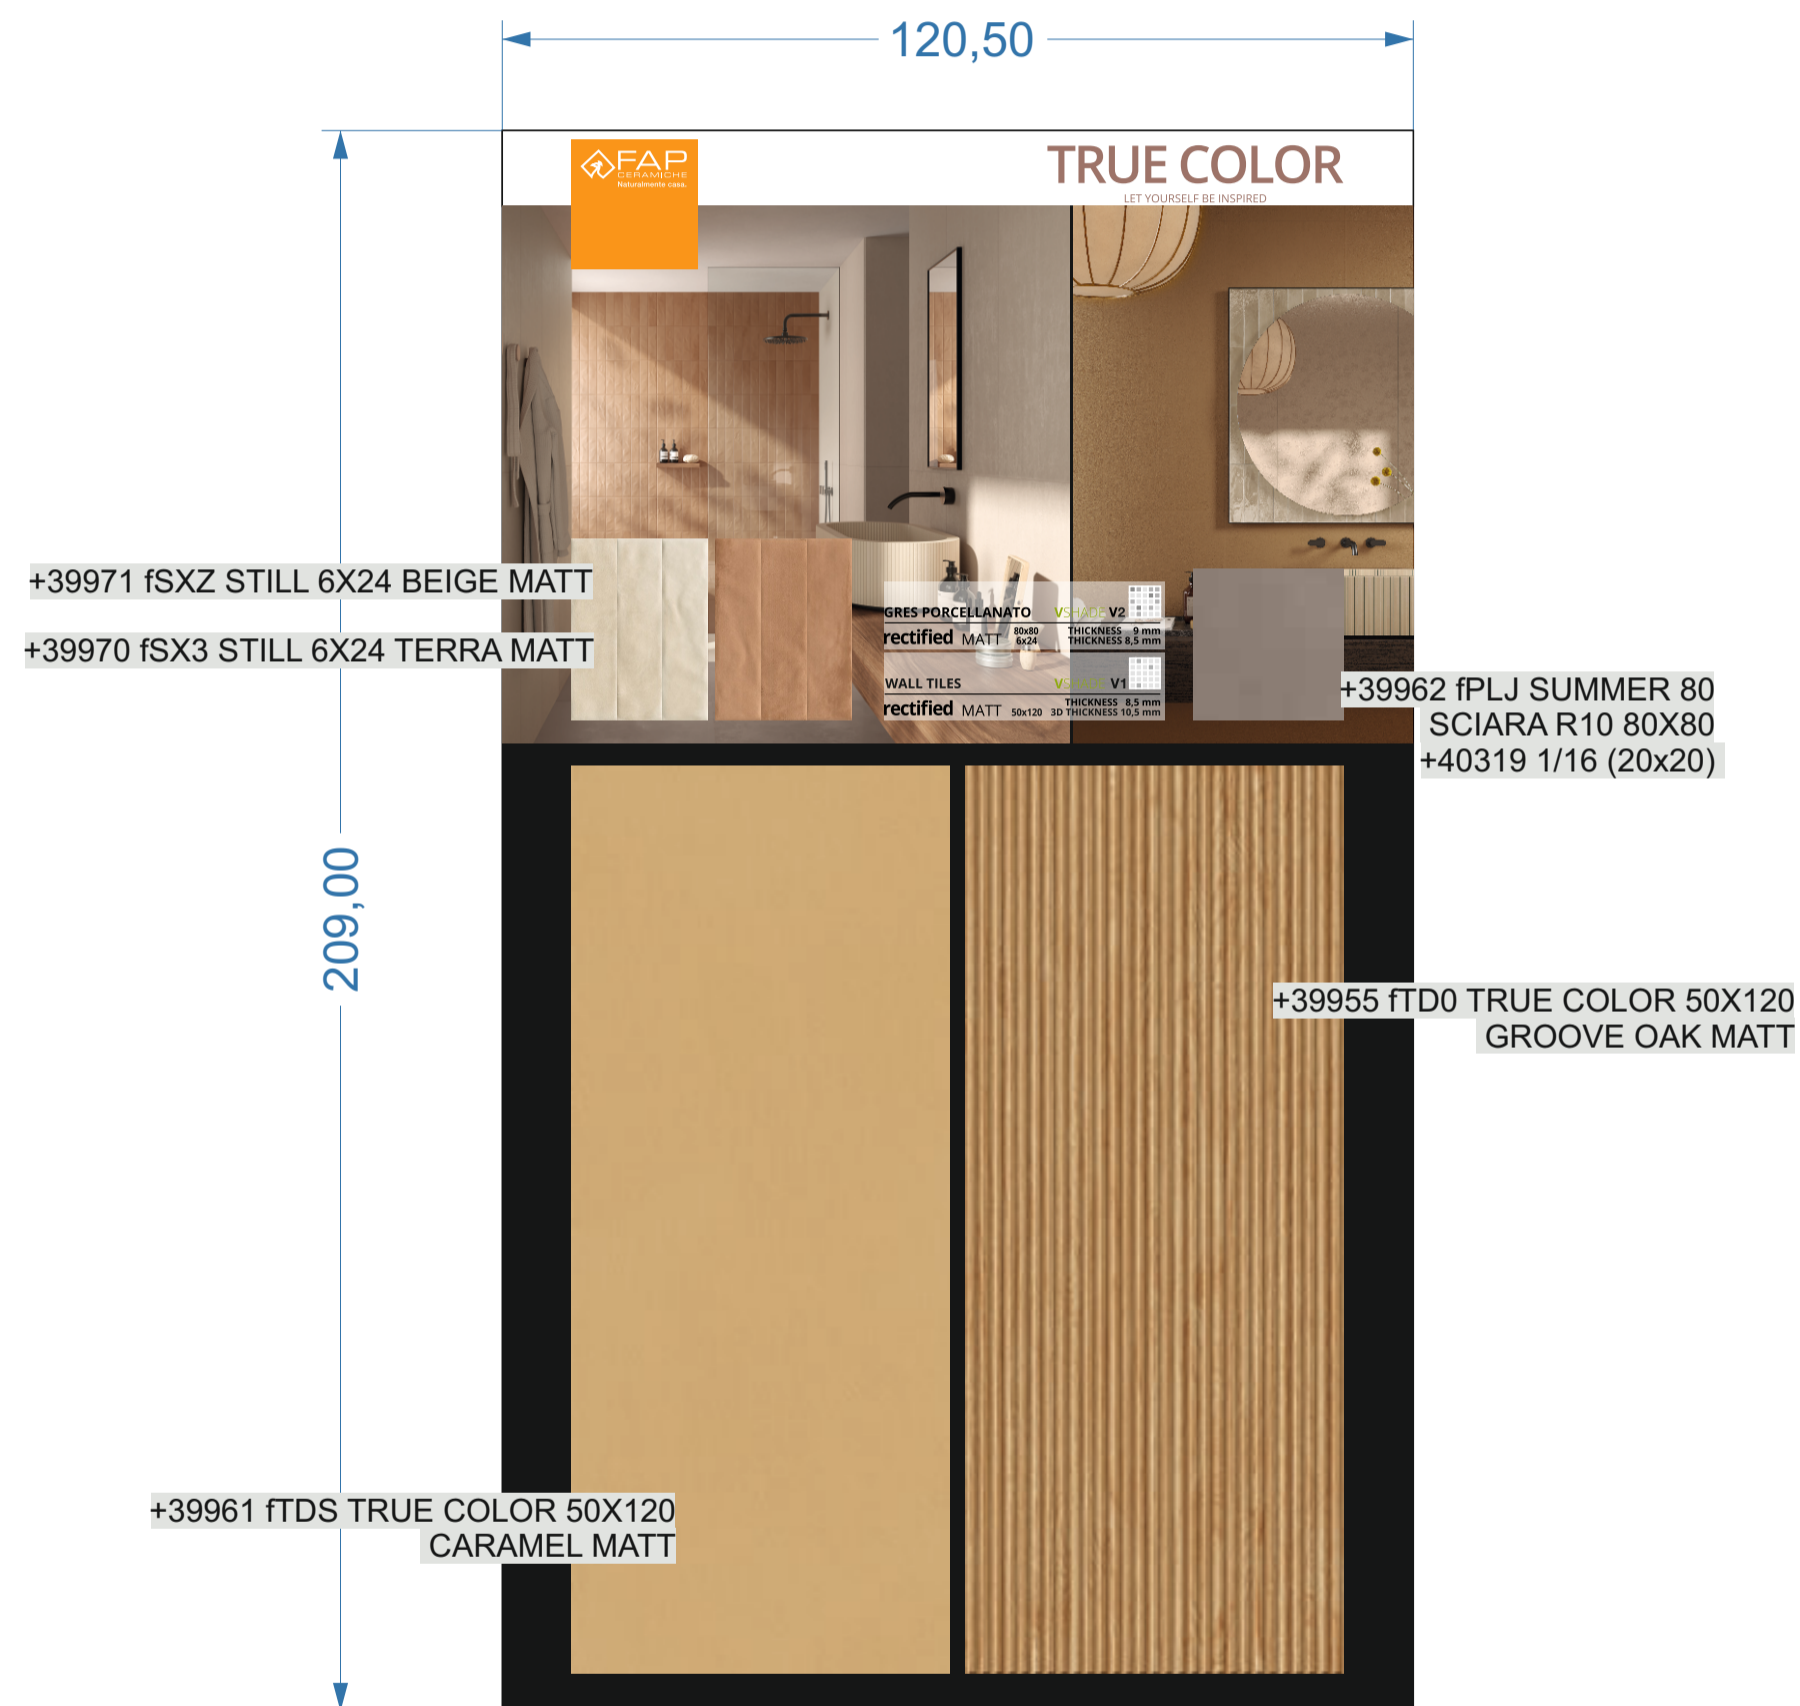 120,50
FAP
CERAMICHE
Naturalmente casa.
TRUE COLOR
LET YOURSELF BE INSPIRED
209,00
+39971 fSXZ STILL 6X24 BEIGE MATT
+39970 fSX3 STILL 6X24 TERRA MATT
GRES PORCELLANATO VSHADE V2
rectified MATT 80x80 THICKNESS 9 mm
6x24 THICKNESS 8,5 mm
WALL TILES VSHADE V1
rectified MATT 50x120 THICKNESS 8,5 mm
3D THICKNESS 10,5 mm
+39962 fPLJ SUMMER 80
SCIARA R10 80X80
+40319 1/16 (20x20)
+39955 fTD0 TRUE COLOR 50X120
GROOVE OAK MATT
+39961 fTDS TRUE COLOR 50X120
CARAMEL MATT